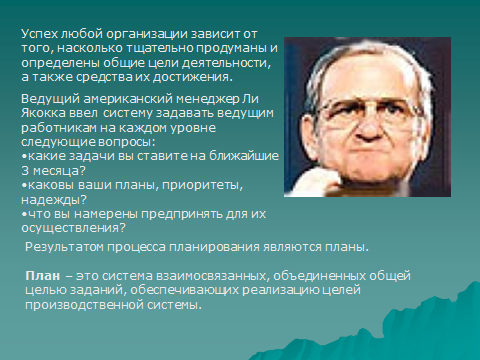 Успех любой организации зависит от
того, насколько тщательно продуманы и
определены общие цели деятельности,
а также средства их достижения.
Ведущий американский менеджер Ли
Якокка ввел систему задавать ведущим
работникам на каждом уровне
следующие вопросы:
•какие задачи вы ставите на ближайшие
3 месяца?
•каковы ваши планы, приоритеты,
надежды?
•что вы намерены предпринять для их
осуществления?
Результатом процесса планирования являются планы.
План – это система взаимосвязанных, объединенных общей
целью заданий, обеспечивающих реализацию целей
производственной системы.